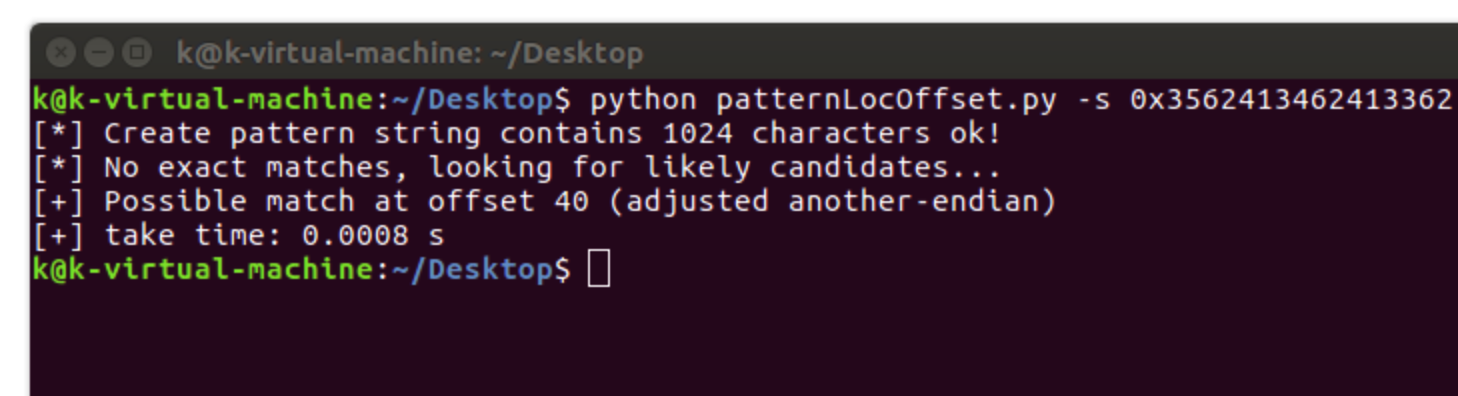 k@k-virtual-machine: ~/Desktop
k@k-virtual-machine:~/Desktop$ python patternLocOffset.py -s 0x3562413462413362
[*] Create pattern string contains 1024 characters ok!
[*] No exact matches, looking for likely candidates...
[+] Possible match at offset 40 (adjusted another-endian)
[+] take time: 0.0008 s
k@k-virtual-machine:~/Desktop$